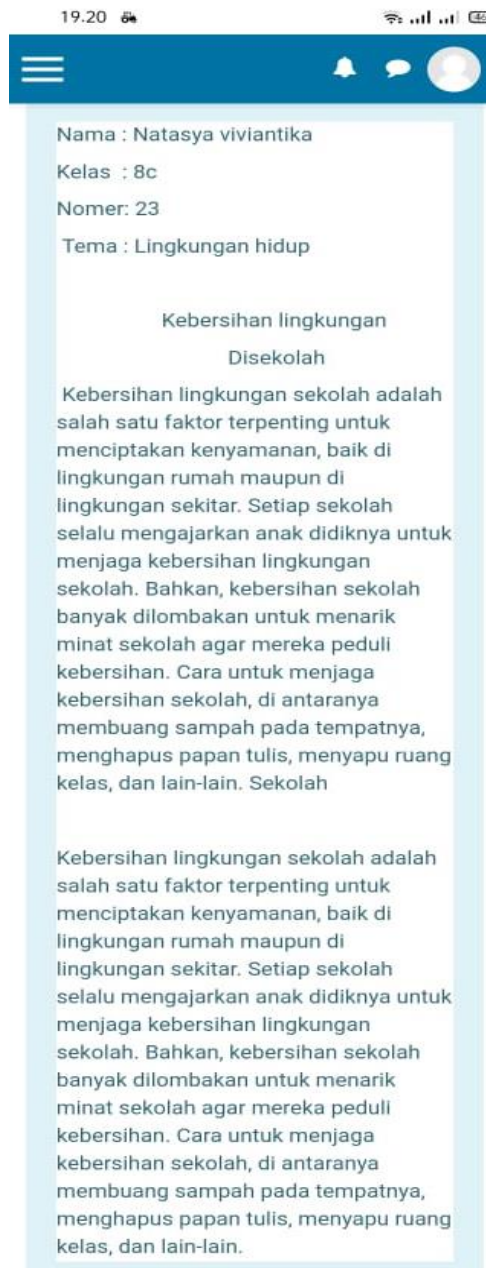 19.20
Nama : Natasya viviantika
Kelas : 8c
Nomer: 23
Tema : Lingkungan hidup
Kebersihan lingkungan
Disekolah
Kebersihan lingkungan sekolah adalah
salah satu faktor terpenting untuk
menciptakan kenyamanan, baik di
lingkungan rumah maupun di
lingkungan sekitar. Setiap sekolah
selalu mengajarkan anak didiknya untuk
menjaga kebersihan lingkungan
sekolah. Bahkan, kebersihan sekolah
banyak dilombakan untuk menarik
minat sekolah agar mereka peduli
kebersihan. Cara untuk menjaga
kebersihan sekolah, di antaranya
membuang sampah pada tempatnya,
menghapus papan tulis, menyapu ruang
kelas, dan lain-lain. Sekolah
Kebersihan lingkungan sekolah adalah
salah satu faktor terpenting untuk
menciptakan kenyamanan, baik di
lingkungan rumah maupun di
lingkungan sekitar. Setiap sekolah
selalu mengajarkan anak didiknya untuk
menjaga kebersihan lingkungan
sekolah. Bahkan, kebersihan sekolah
banyak dilombakan untuk menarik
minat sekolah agar mereka peduli
kebersihan. Cara untuk menjaga
kebersihan sekolah, di antaranya
membuang sampah pada tempatnya,
menghapus papan tulis, menyapu ruang
kelas, dan lain-lain.